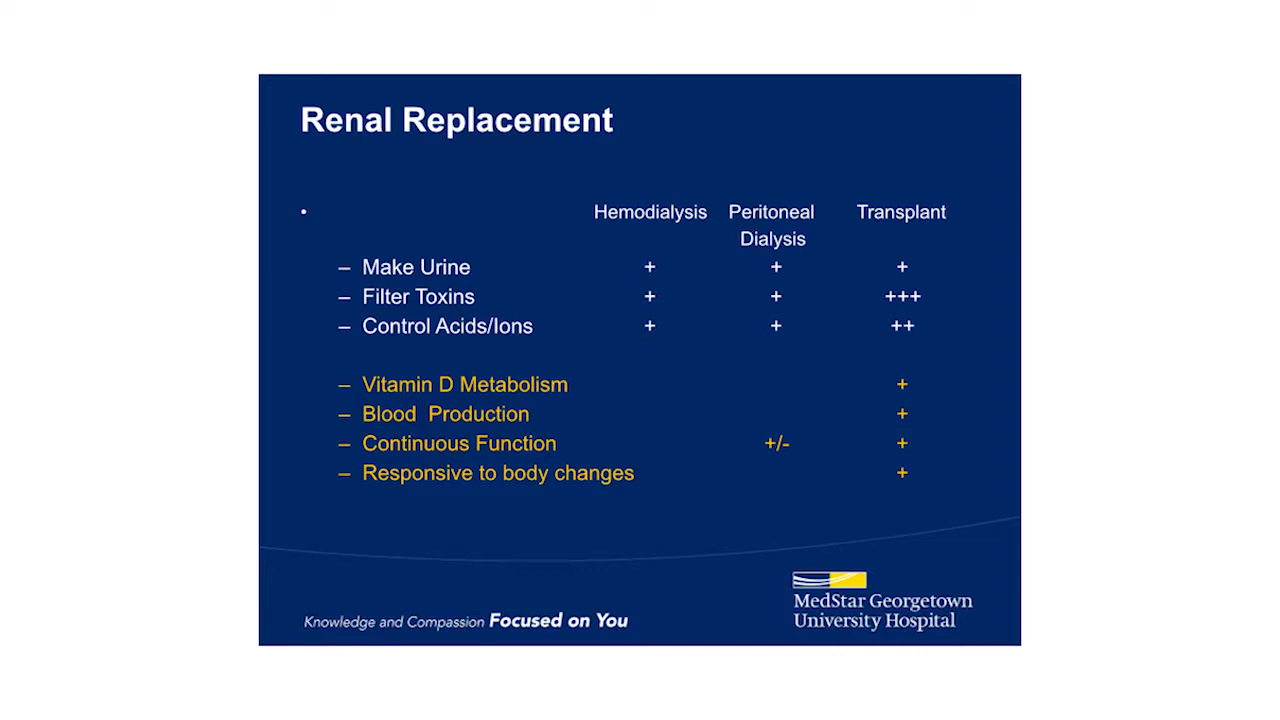 Renal Replacement
• Hemodialysis Peritoneal Transplant
Dialysis
– Make Urine + + +
– Filter Toxins + + +++
– Control Acids/Ions + + ++
– Vitamin D Metabolism +
– Blood Production +
– Continuous Function +/- +
– Responsive to body changes +
Knowledge and Compassion Focused on You
MedStar Georgetown
University Hospital